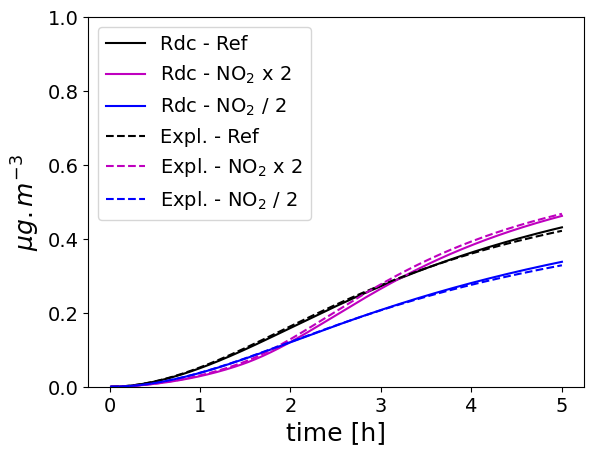 1.0
0.8
0.6
0.4
0.2
0.0
μg.m⁻³
Rdc - Ref
Rdc - NO₂ x 2
Rdc - NO₂ / 2
Expl. - Ref
Expl. - NO₂ x 2
Expl. - NO₂ / 2
0 1 2 3 4 5
time [h]